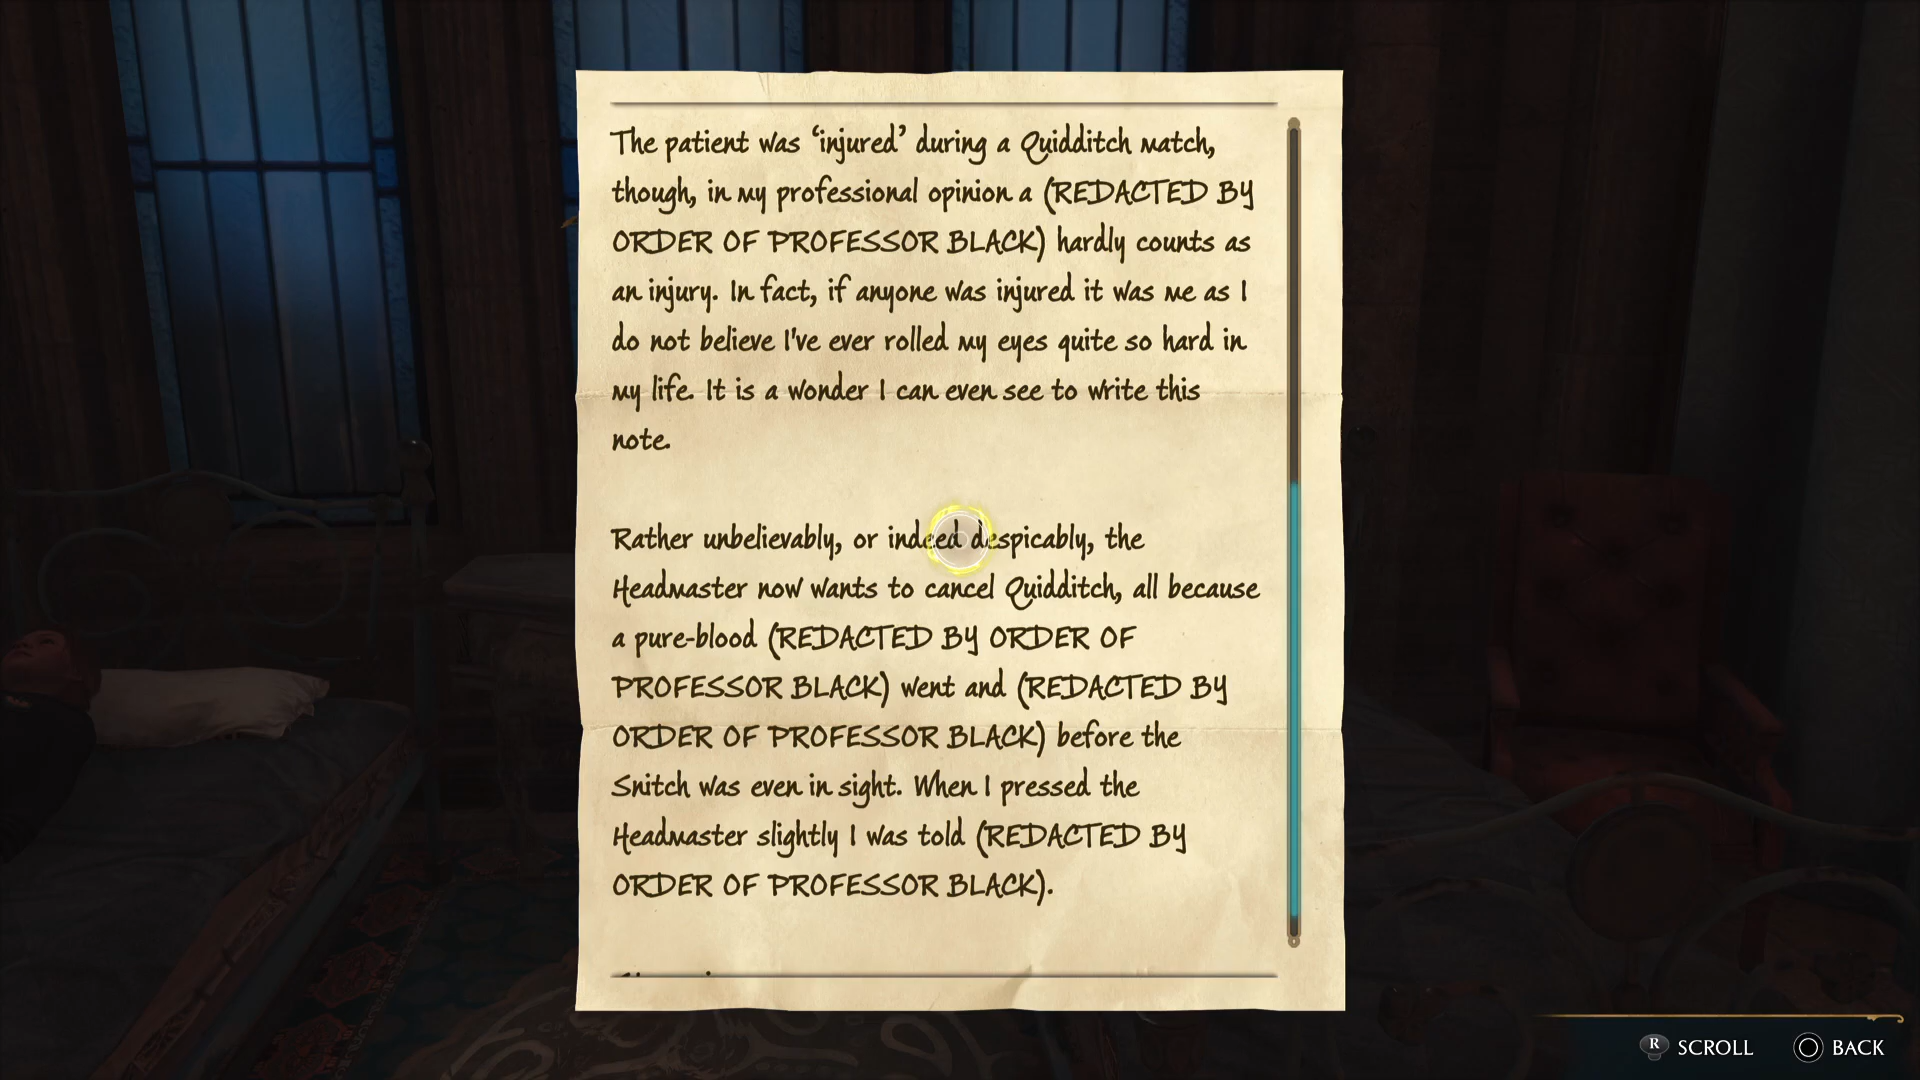 The patient was ‘injured’ during a Quidditch match,
though, in my professional opinion a (REDACTED BY
ORDER OF PROFESSOR BLACK) hardly counts as
an injury. In fact, if anyone was injured it was me as I
do not believe I've ever rolled my eyes quite so hard in
my life. It is a wonder I can even see to write this
note.
Rather unbelievably, or indeed despicably, the
Headmaster now wants to cancel Quidditch, all because
a pure-blood (REDACTED BY ORDER OF
PROFESSOR BLACK) went and (REDACTED BY
ORDER OF PROFESSOR BLACK) before the
Snitch was even in sight. When I pressed the
Headmaster slightly I was told (REDACTED BY
ORDER OF PROFESSOR BLACK).
R SCROLL BACK